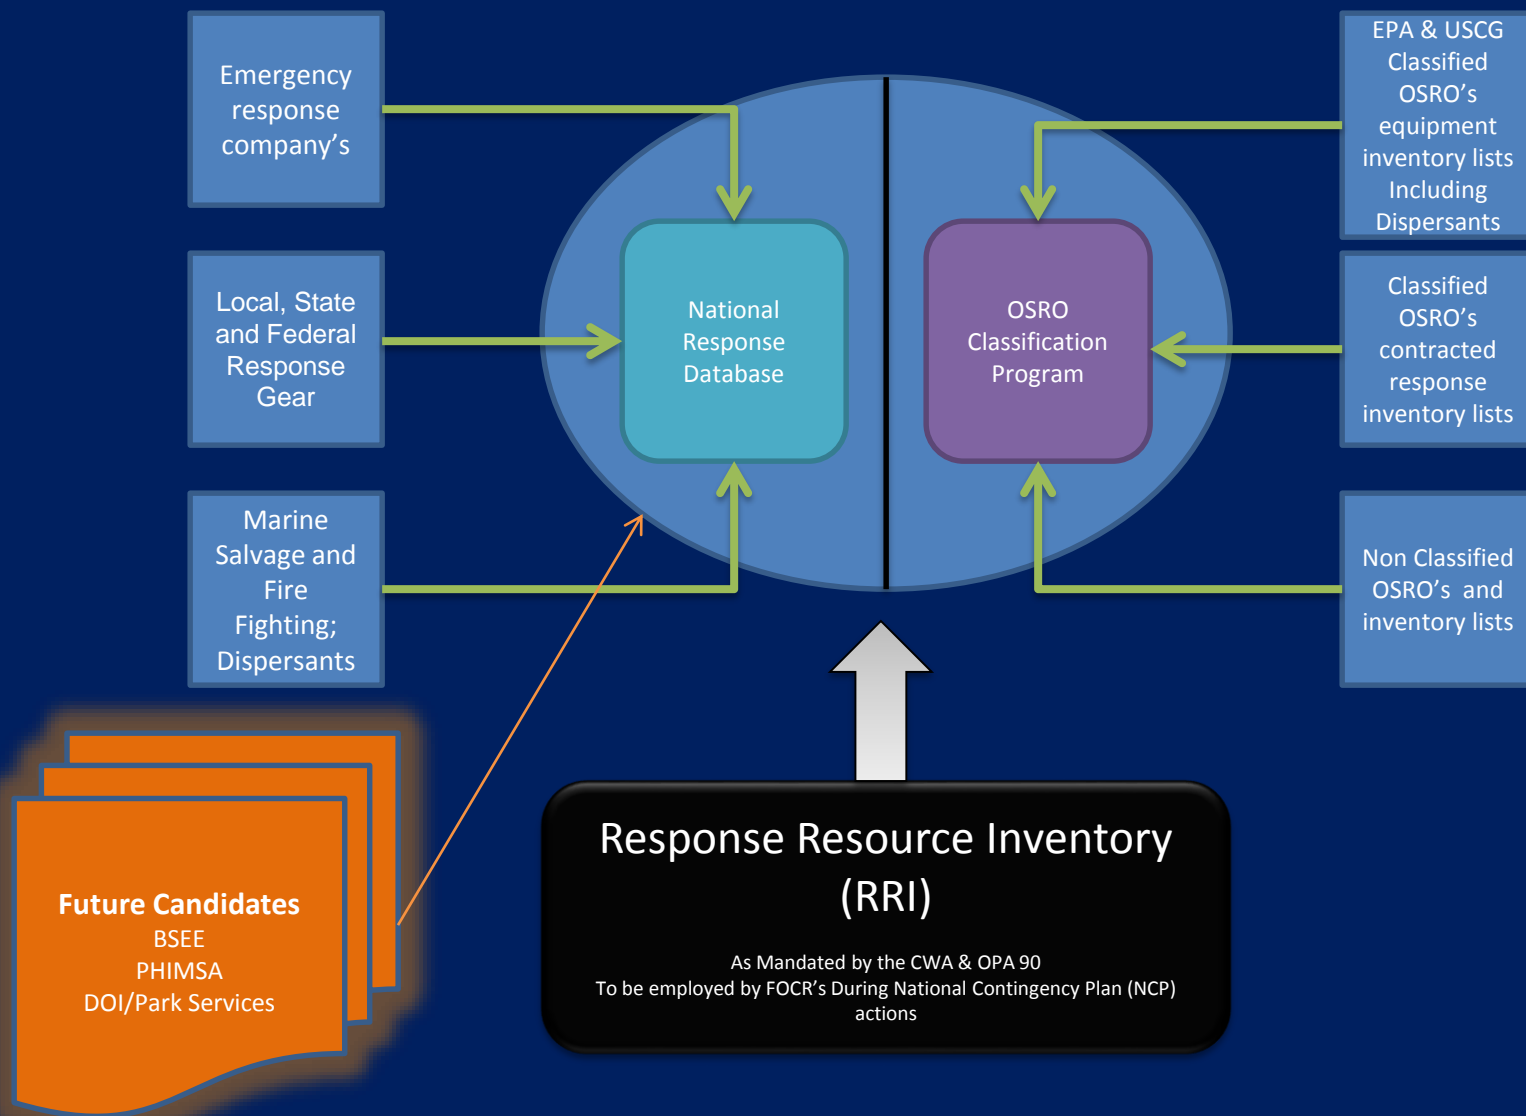 Emergency
response
company’s
Local, State
and Federal
Response
Gear
Marine
Salvage and
Fire
Fighting;
Dispersants
National
Response
Database
OSRO
Classification
Program
EPA & USCG
Classified
OSRO’s
equipment
inventory lists
Including
Dispersants
Classified
OSRO’s
contracted
response
inventory lists
Non Classified
OSRO’s and
inventory lists
Future Candidates
BSEE
PHIMSA
DOI/Park Services
Response Resource Inventory
(RRI)
As Mandated by the CWA & OPA 90
To be employed by FOCR’s During National Contingency Plan (NCP)
actions